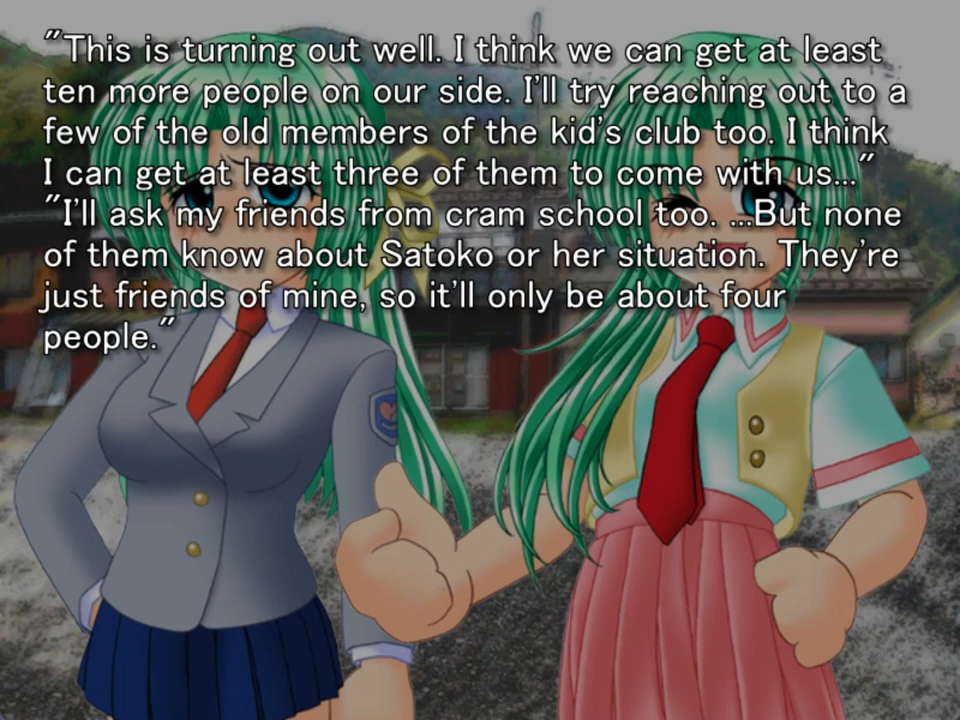 "This is turning out well. I think we can get at least
ten more people on our side. I'll try reaching out to a
few of the old members of the kid's club too. I think
I can get at least three of them to come with us..."
"I'll ask my friends from cram school too. ...But none
of them know about Satoko or her situation. They're
just friends of mine, so it'll only be about four
people."